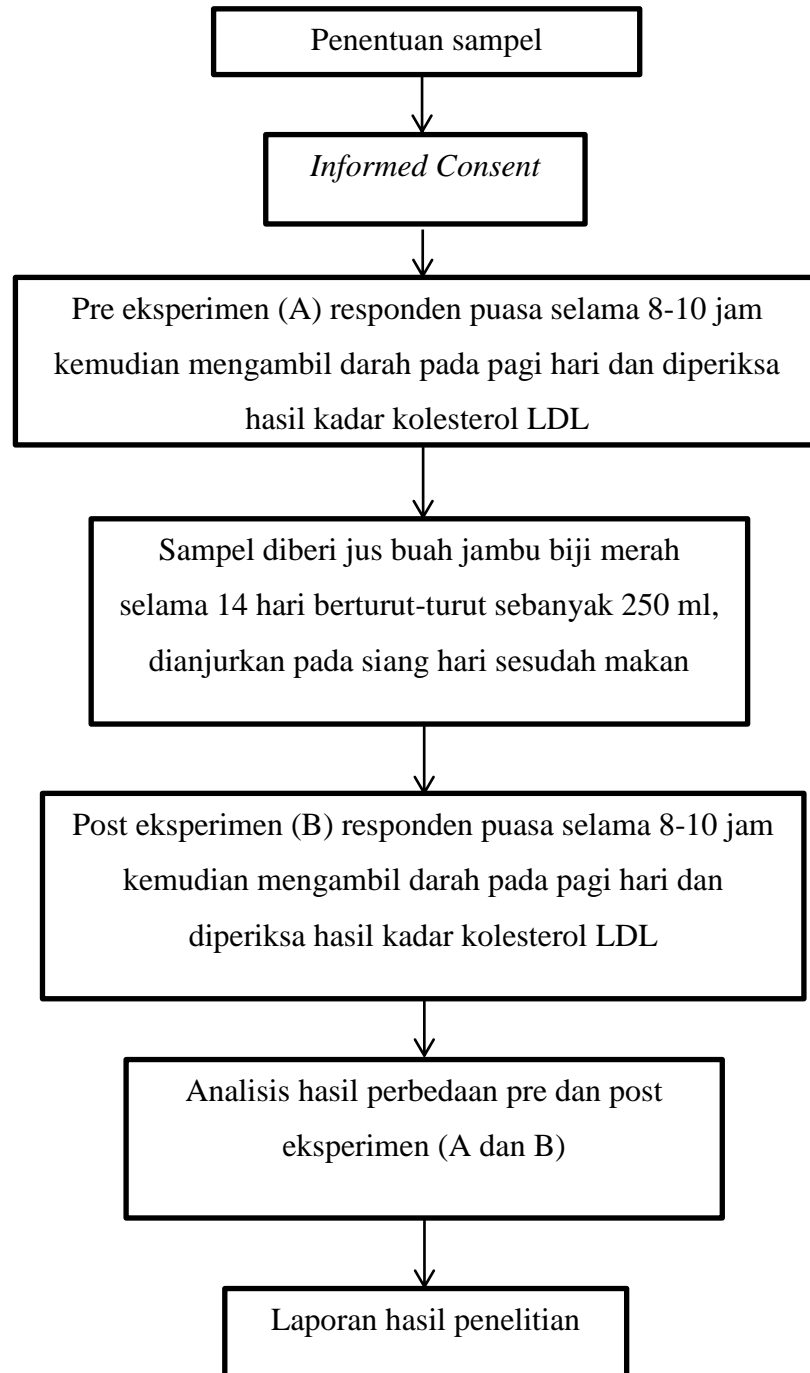 Penentuan sampel
Informed Consent
Pre eksperimen (A) responden puasa selama 8-10 jam
kemudian mengambil darah pada pagi hari dan diperiksa
hasil kadar kolesterol LDL
Sampel diberi jus buah jambu biji merah
selama 14 hari berturut-turut sebanyak 250 ml,
dianjurkan pada siang hari sesudah makan
Post eksperimen (B) responden puasa selama 8-10 jam
kemudian mengambil darah pada pagi hari dan
diperiksa hasil kadar kolesterol LDL
Analisis hasil perbedaan pre dan post
eksperimen (A dan B)
Laporan hasil penelitian